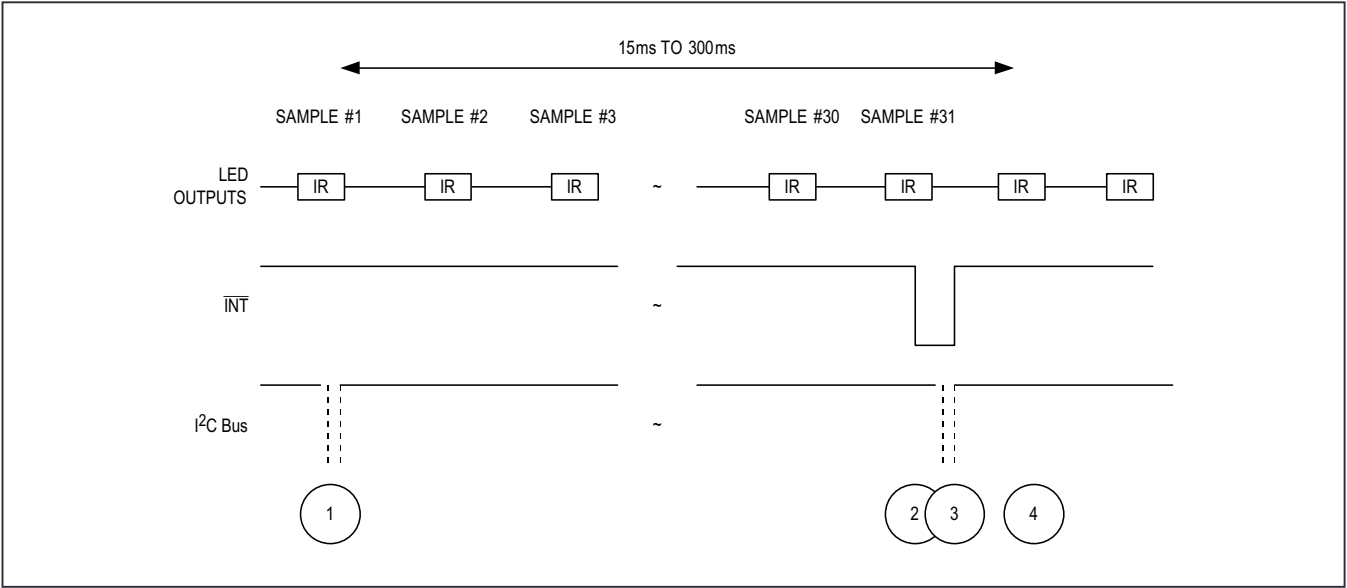 15ms TO 300ms
SAMPLE #1 SAMPLE #2 SAMPLE #3 SAMPLE #30 SAMPLE #31
LED
OUTPUTS
IR IR IR ~ IR IR IR IR
INT ~
I2C Bus ~
1 2 3 4